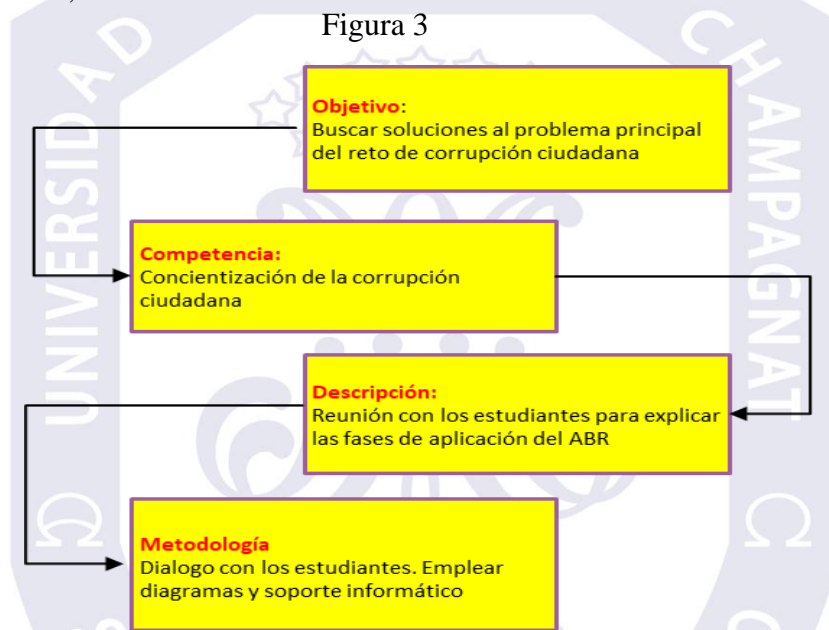 Figura 3
Objetivo:
Buscar soluciones al problema principal
del reto de corrupción ciudadana
Competencia:
Concientización de la corrupción
ciudadana
Descripción:
Reunión con los estudiantes para explicar
las fases de aplicación del ABR
Metodología
Dialogo con los estudiantes. Emplear
diagramas y soporte informático
UNIVERSIDAD
CHAMPAGNAT